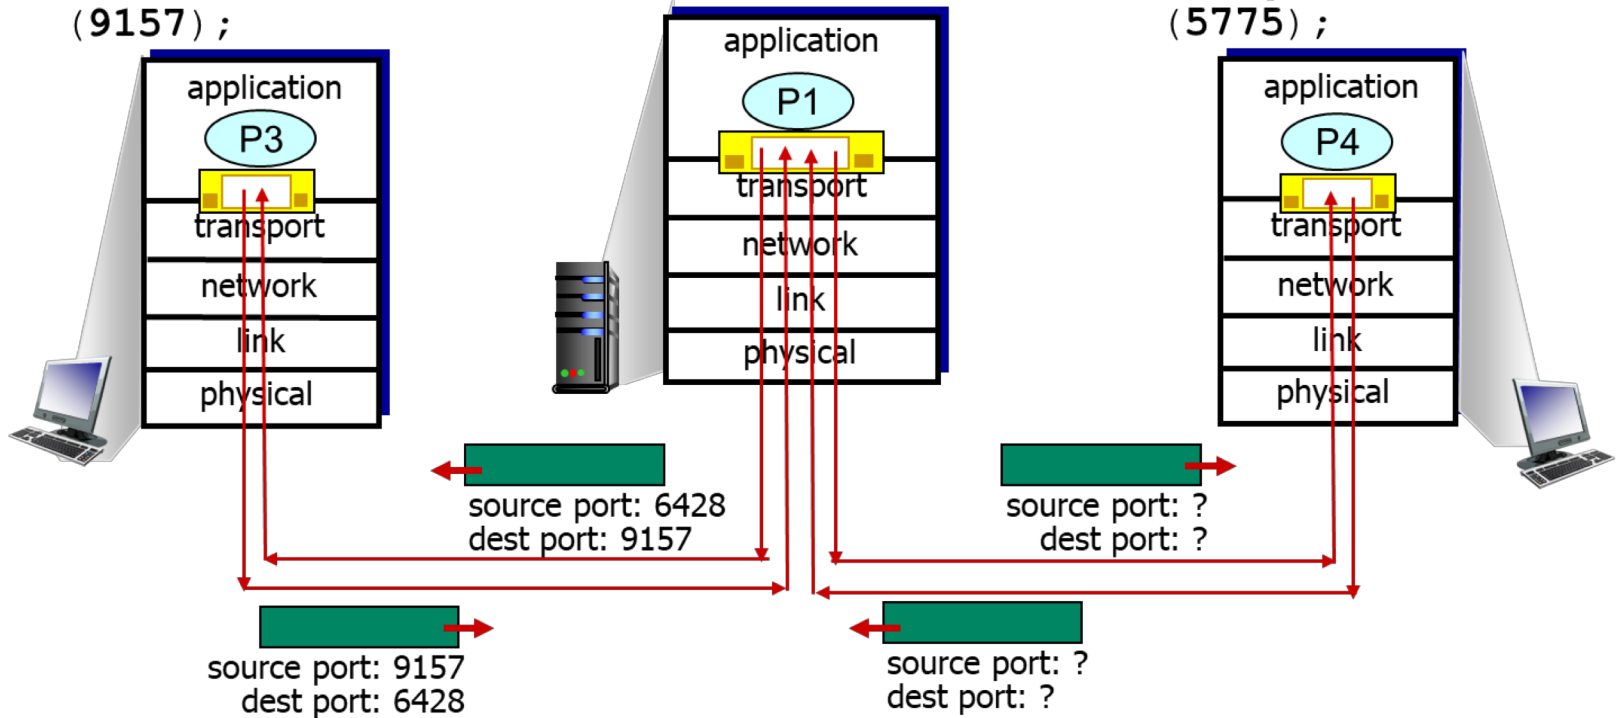 (9157);
(5775);
application
P3
transport
network
link
physical
application
P1
transport
network
link
physical
application
P4
transport
network
link
physical
source port: 6428
dest port: 9157
source port: ?
dest port: ?
source port: 9157
dest port: 6428
source port: ?
dest port: ?